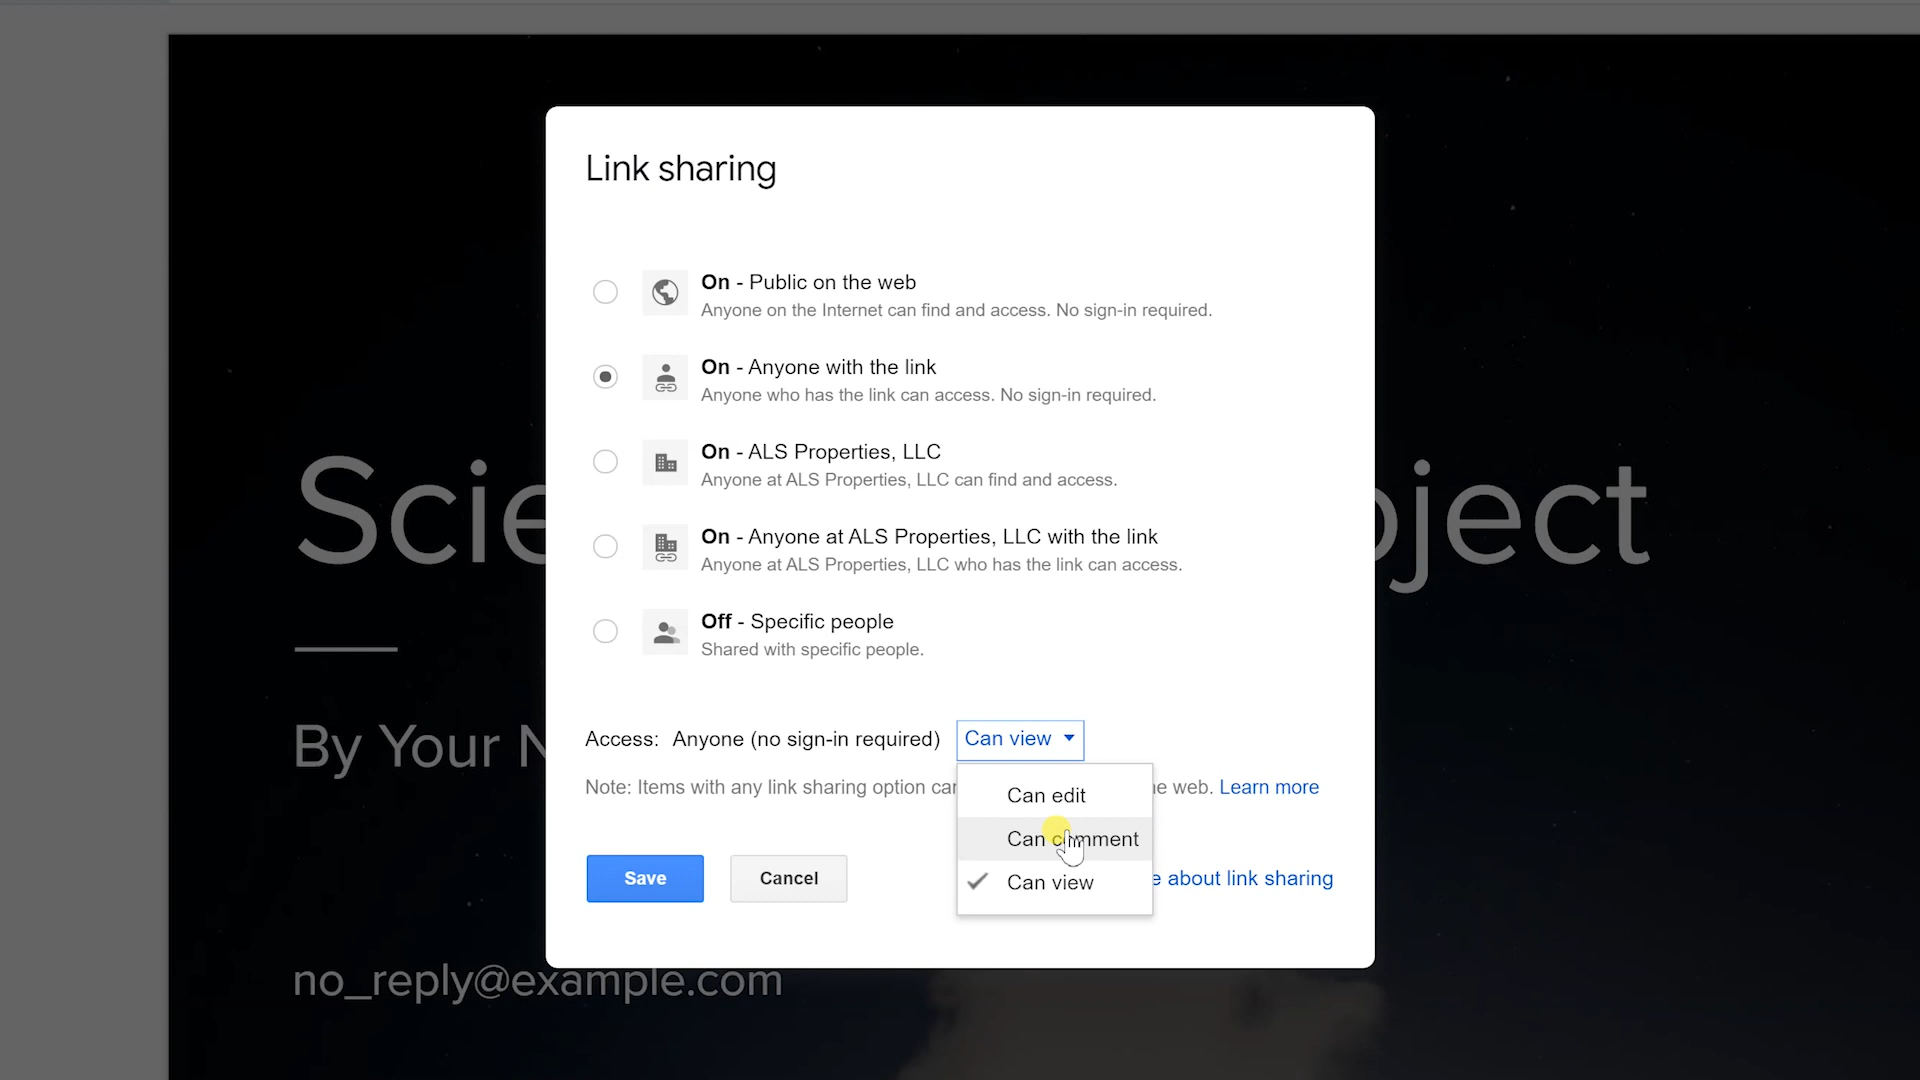 Link sharing
On - Public on the web
Anyone on the Internet can find and access. No sign-in required.
On - Anyone with the link
Anyone who has the link can access. No sign-in required.
On - ALS Properties, LLC
Anyone at ALS Properties, LLC can find and access.
On - Anyone at ALS Properties, LLC with the link
Anyone at ALS Properties, LLC who has the link can access.
Off - Specific people
Shared with specific people.
Access: Anyone (no sign-in required) Can view
Note: Items with any link sharing option web. Learn more
Can edit
Can comment
Can view
Save Cancel about link sharing
By Your
no_reply@example.com